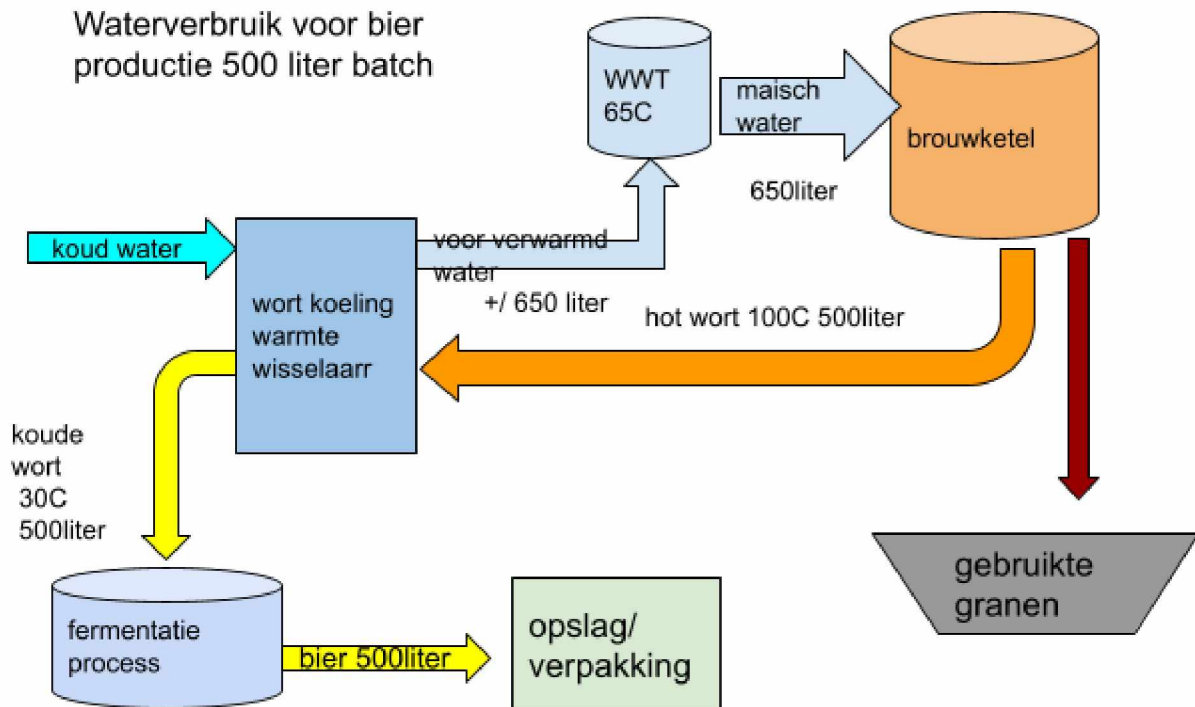 Waterverbruik voor bier
productie 500 liter batch
WWT
65C
maisch
water
brouwketel
650liter
koud water
voor verwarmd
water
+/ 650 liter
wort koeling
warmte
wisselaarr
hot wort 100C 500liter
koude
wort
30C
500liter
gebruikte
granen
fermentatie
process
bier 500liter
opslag/
verpakking